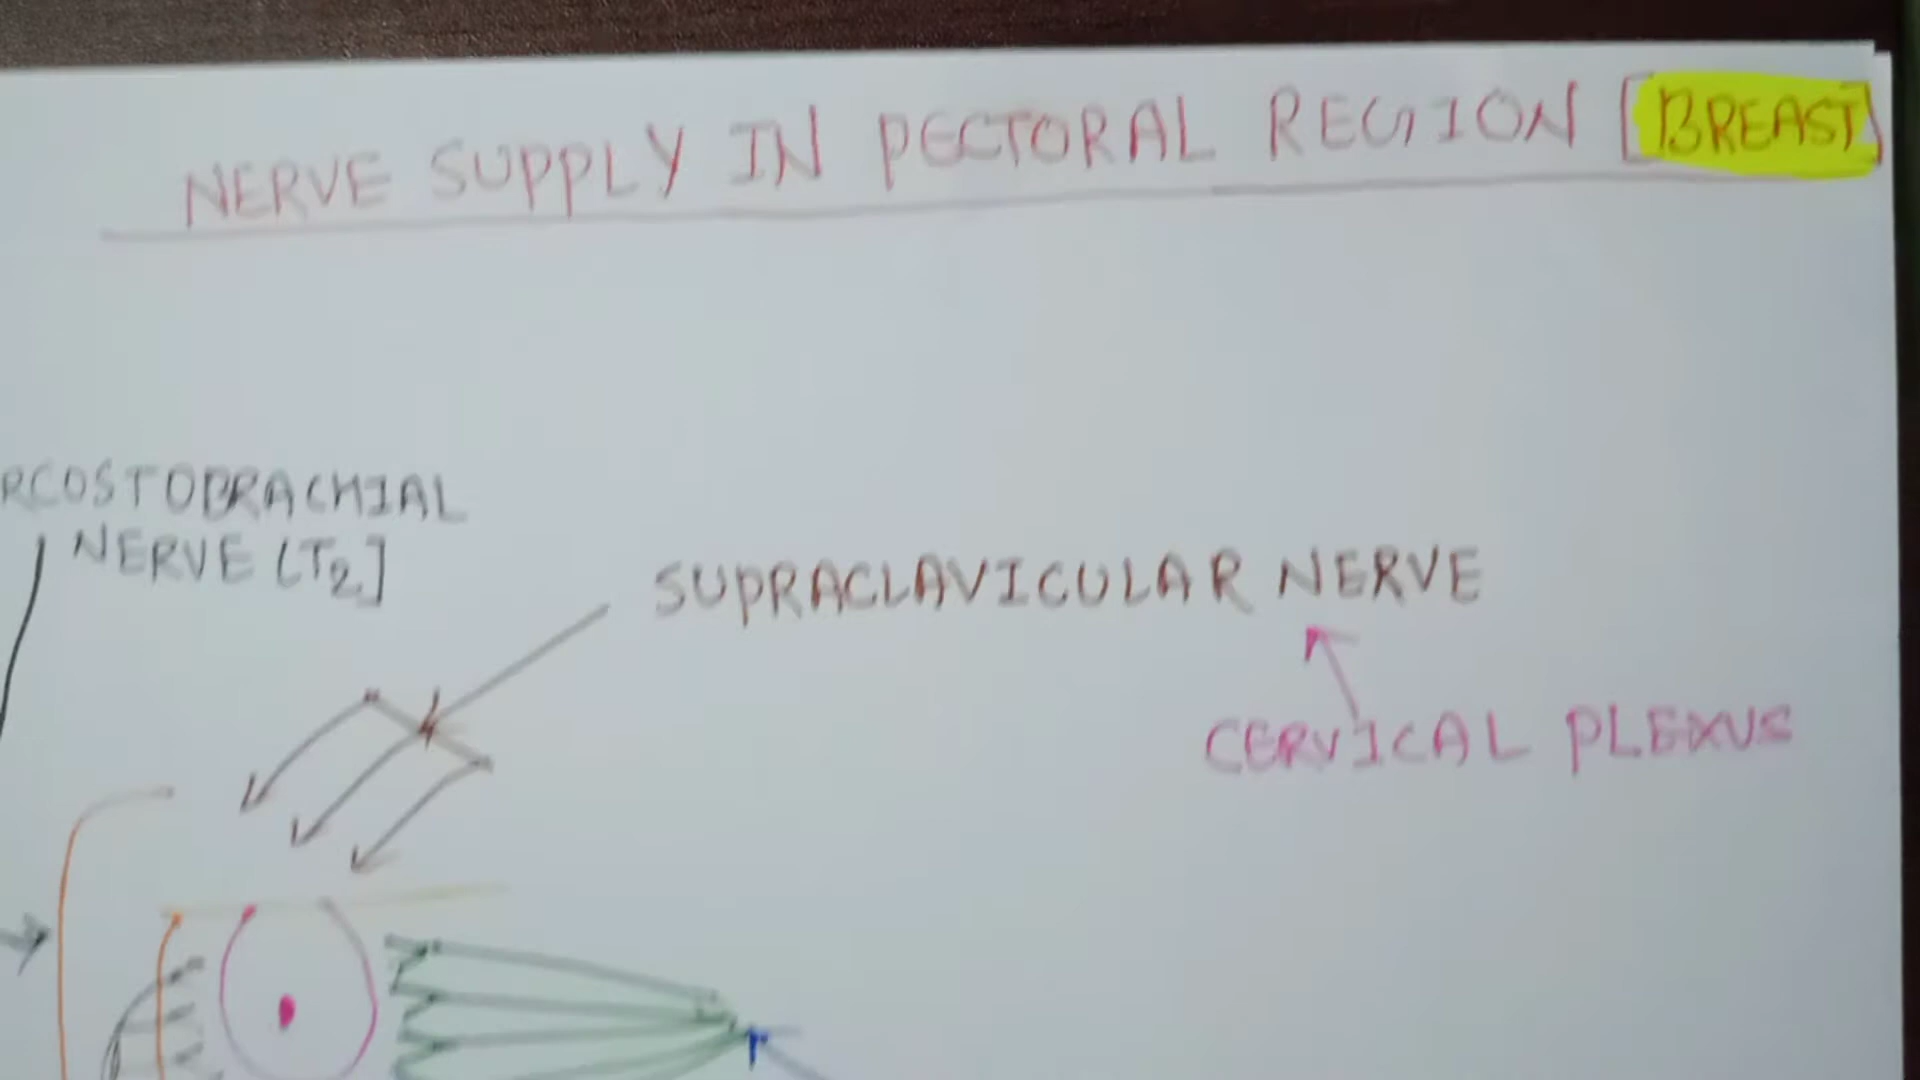 NERVE SUPPLY IN PECTORAL REGION [BREAST]
RCOSTOBRACHIAL
NERVE [T2]
SUPRACLAVICULAR NERVE
CERVICAL PLEXUS